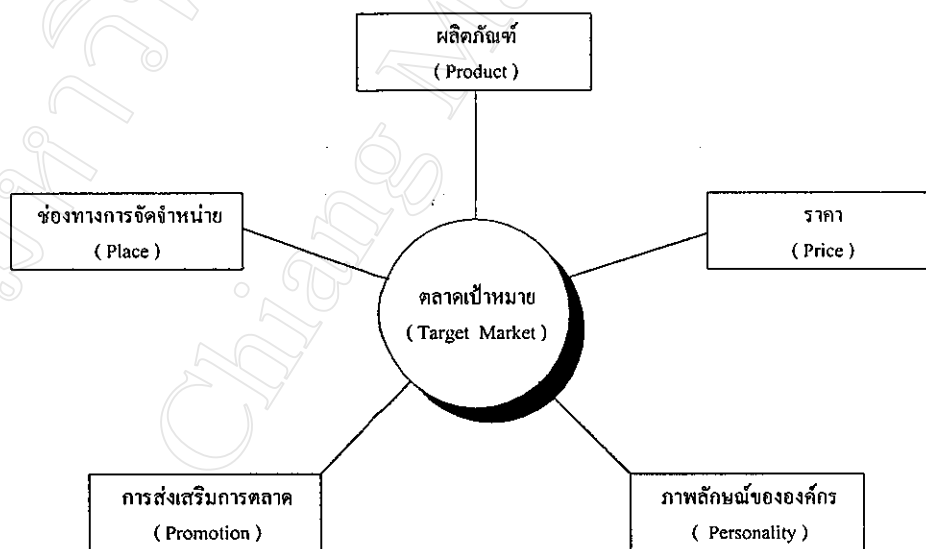 ผลิตภัณฑ์
( Product )
ช่องทางการจัดจำหน่าย
( Place )
ราคา
( Price )
ตลาดเป้าหมาย
( Target Market )
การส่งเสริมการตลาด
( Promotion )
ภาพลักษณ์ขององค์กร
( Personality )
Chiang